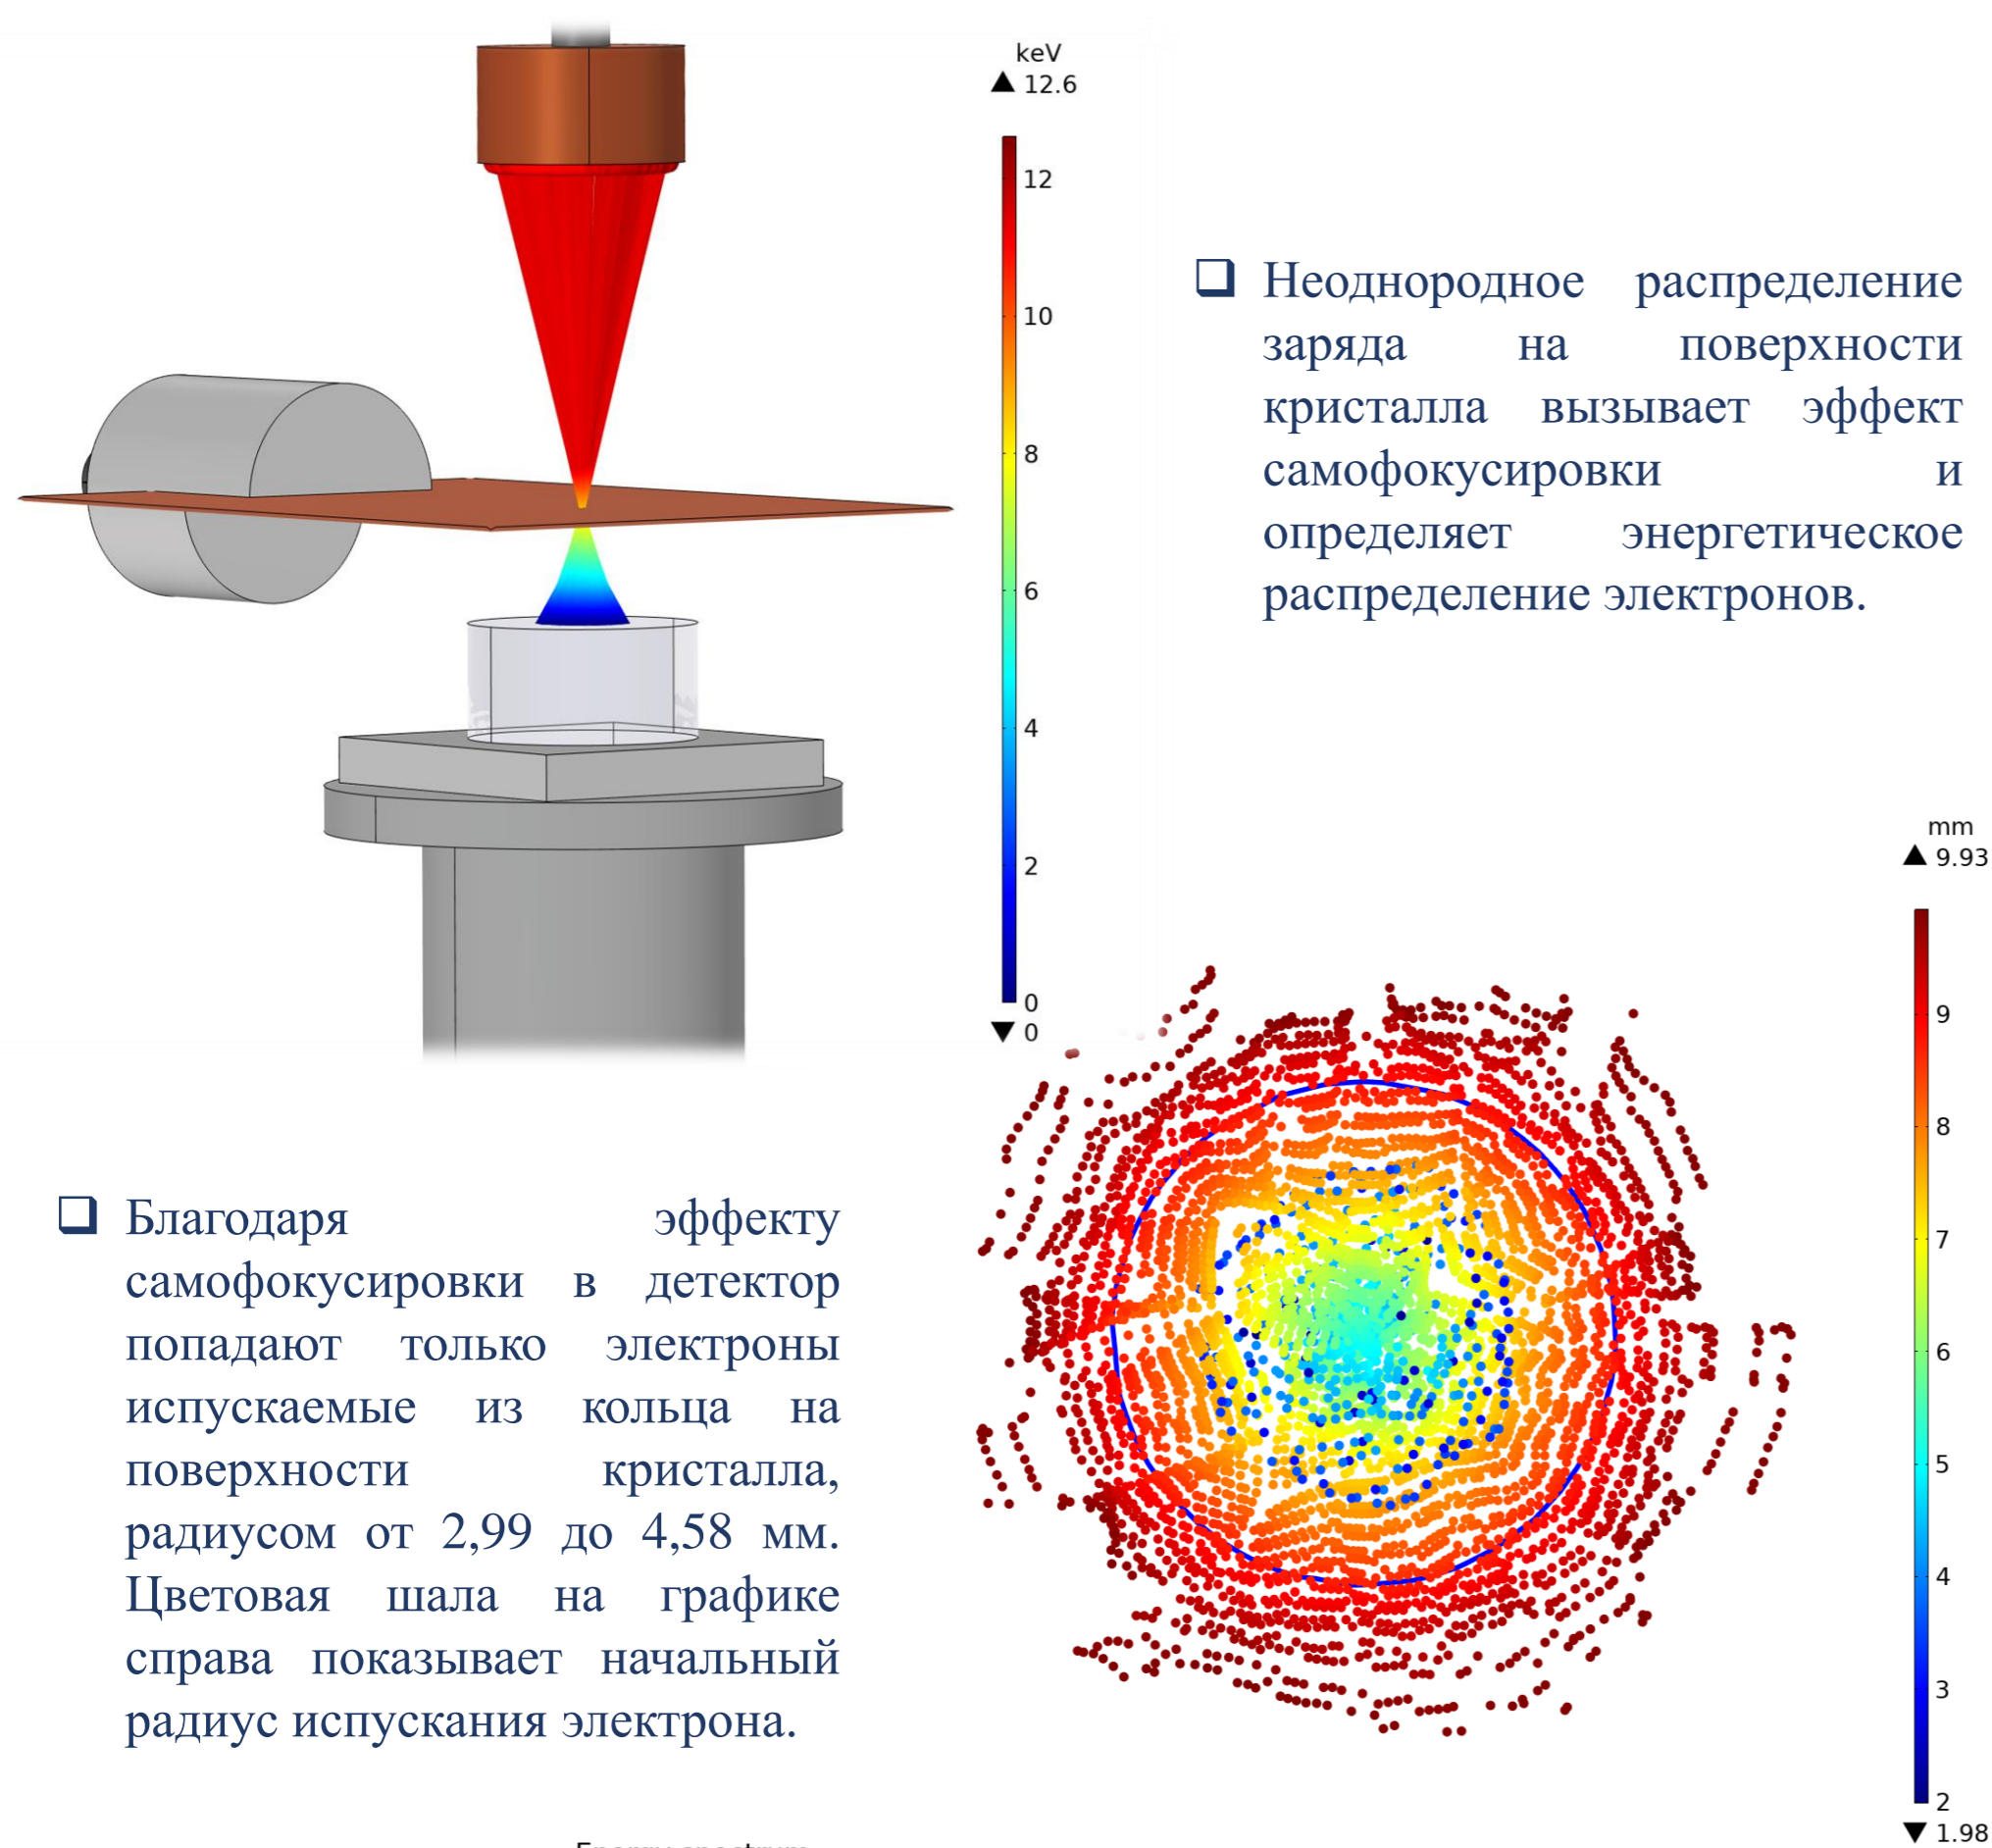 keV
▲ 12.6
12
10
8
6
4
2
0
▼ 0
❑ Неоднородное распределение
заряда на поверхности
кристалла вызывает эффект
самофокусировки и
определяет энергетическое
распределение электронов.
mm
▲ 9.93
9
8
7
6
5
4
3
2
▼ 1.98
❑ Благодаря эффекту
самофокусировки в детектор
попадают только электроны
испускаемые из кольца на
поверхности кристалла,
радиусом от 2,99 до 4,58 мм.
Цветовая шала на графике
справа показывает начальный
радиус испускания электрона.